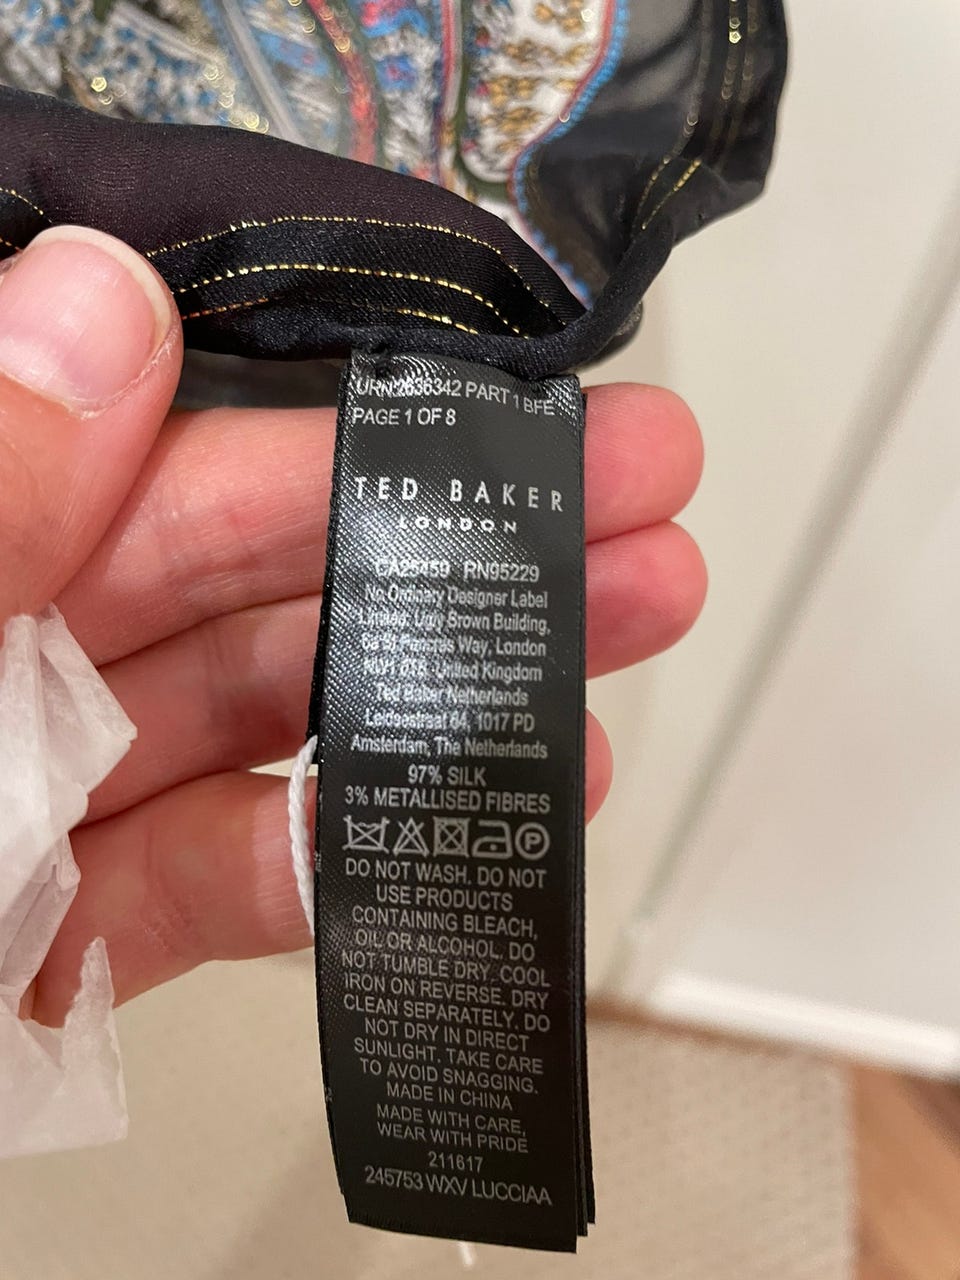 URN 2636342 PART 1 BFE
PAGE 1 OF 8
TED BAKER
LONDON
CA25459 RN95229
No Ordinary Designer Label
Limited, Ugly Brown Building,
6a St Pancras Way, London
United Kingdom
Ted Baker Netherlands
Leidsestraat 64, 1017 PD
Amsterdam, The Netherlands
97% SILK
3% METALLISED FIBRES
P
DO NOT WASH. DO NOT
USE PRODUCTS
CONTAINING BLEACH,
OIL OR ALCOHOL. DO
NOT TUMBLE DRY. COOL
IRON ON REVERSE. DRY
CLEAN SEPARATELY. DO
NOT DRY IN DIRECT
SUNLIGHT. TAKE CARE
TO AVOID SNAGGING.
MADE IN CHINA
MADE WITH CARE,
WEAR WITH PRIDE
211617
245753 WXV LUCCIAA